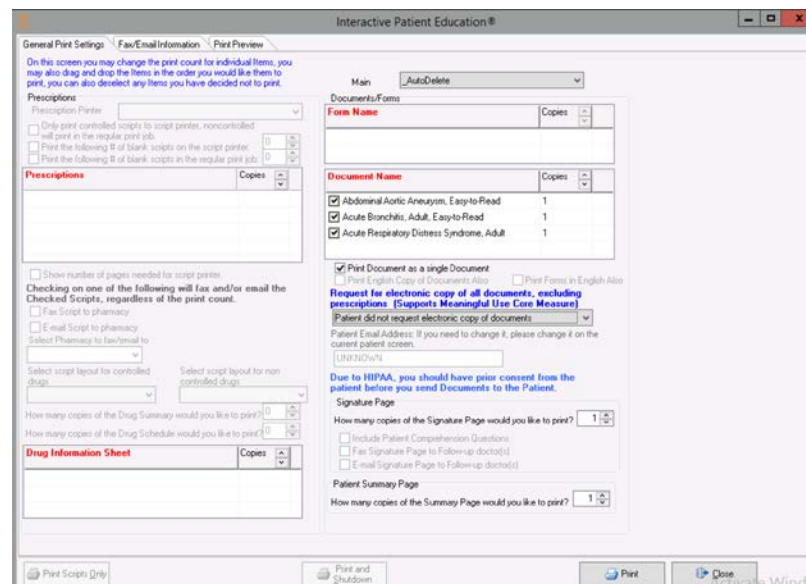 Interactive Patient Education®
General Print Settings
Fax/Email Information
Print Preview
On this screen you may change the print count for individual Items, you
may also drag and drop the Items in the order you would like them to
print, you can also deselect any Items you have decided not to print.
Prescriptions
Prescription Printer
Only print controlled scripts to script printer, noncontrolled
will print in the regular print job.
Print the following # of blank scripts on the script printer. 0
Print the following # of blank scripts in the regular print job. 0
Prescriptions Copies
Show number of pages needed for script printer.
Checking on one of the following will fax and/or email the
Checked Scripts, regardless of the print count.
Fax Script to pharmacy
E-mail Script to pharmacy
Select Pharmacy to fax/email to
Select script layout for controlled
drugs
Select script layout for non
controlled drugs
How many copies of the Drug Summary would you like to print? 0
How many copies of the Drug Schedule would you like to print? 0
Drug Information Sheet Copies
Main _AutoDelete
Documents/Forms
Form Name Copies
Document Name Copies
Abdominal Aortic Aneurysm, Easy-to-Read 1
Acute Bronchitis, Adult, Easy-to-Read 1
Acute Respiratory Distress Syndrome, Adult 1
Print Document as a single Document
Print English Copy of Documents Also
Print Forms in English Also
Request for electronic copy of all documents, excluding
prescriptions (Supports Meaningful Use Core Measure)
Patient did not request electronic copy of documents
Patient Email Address: If you need to change it, please change it on the
current patient screen.
UNKNOWN
Due to HIPAA, you should have prior consent from the
patient before you send Documents to the Patient.
Signature Page
How many copies of the Signature Page would you like to print? 1
Include Patient Comprehension Questions
Fax Signature Page to Follow-up doctor(s)
E-mail Signature Page to Follow-up doctor(s)
Patient Summary Page
How many copies of the Summary Page would you like to print? 1
Print Scripts Only
Print and
Shutdown
Print
Close
Activate Wind